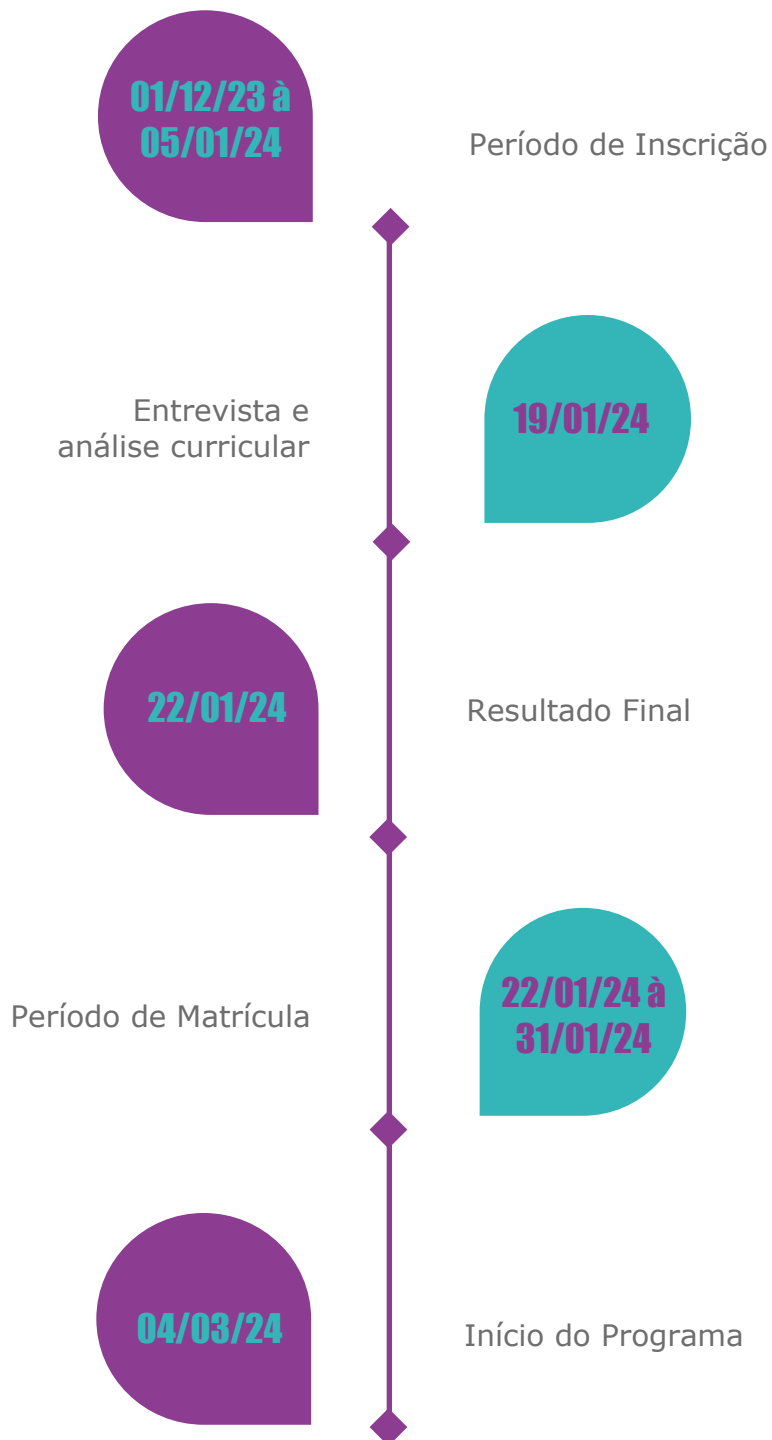 01/12/23 à
05/01/24
Período de Inscrição
Entrevista e
análise curricular
19/01/24
22/01/24
Resultado Final
Período de Matrícula
22/01/24 à
31/01/24
04/03/24
Início do Programa